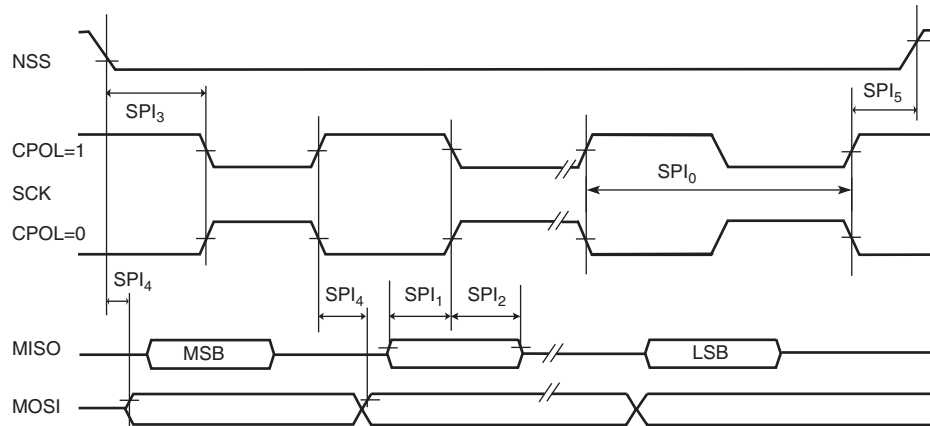 NSS
SPI5
SPI3
CPOL=1
SCK
SPI0
CPOL=0
SPI4
SPI4
SPI1
SPI2
MISO
MSB
LSB
MOSI